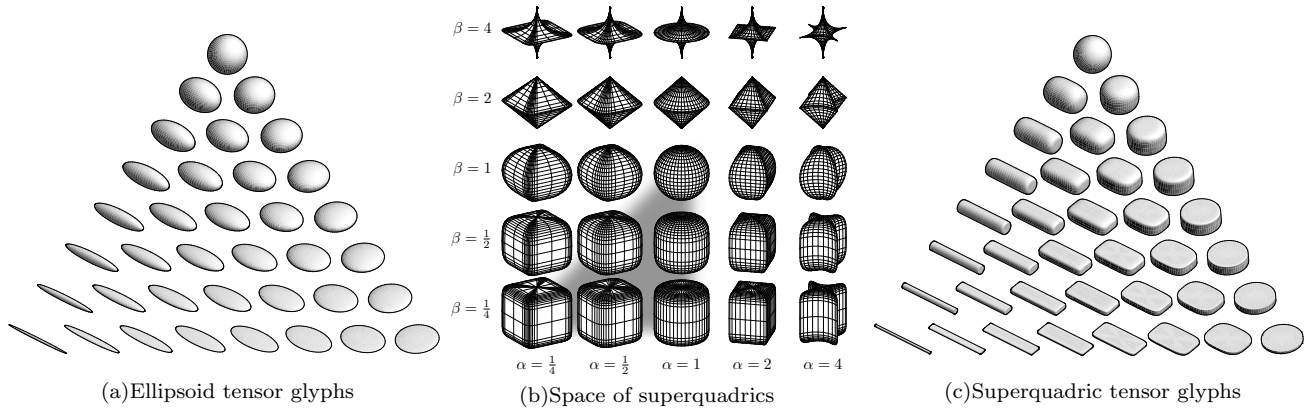 β = 4
β = 2
β = 1
β = 1/2
β = 1/4
α = 1/4 α = 1/2 α = 1 α = 2 α = 4
(a)Ellipsoid tensor glyphs
(b)Space of superquadrics
(c)Superquadric tensor glyphs